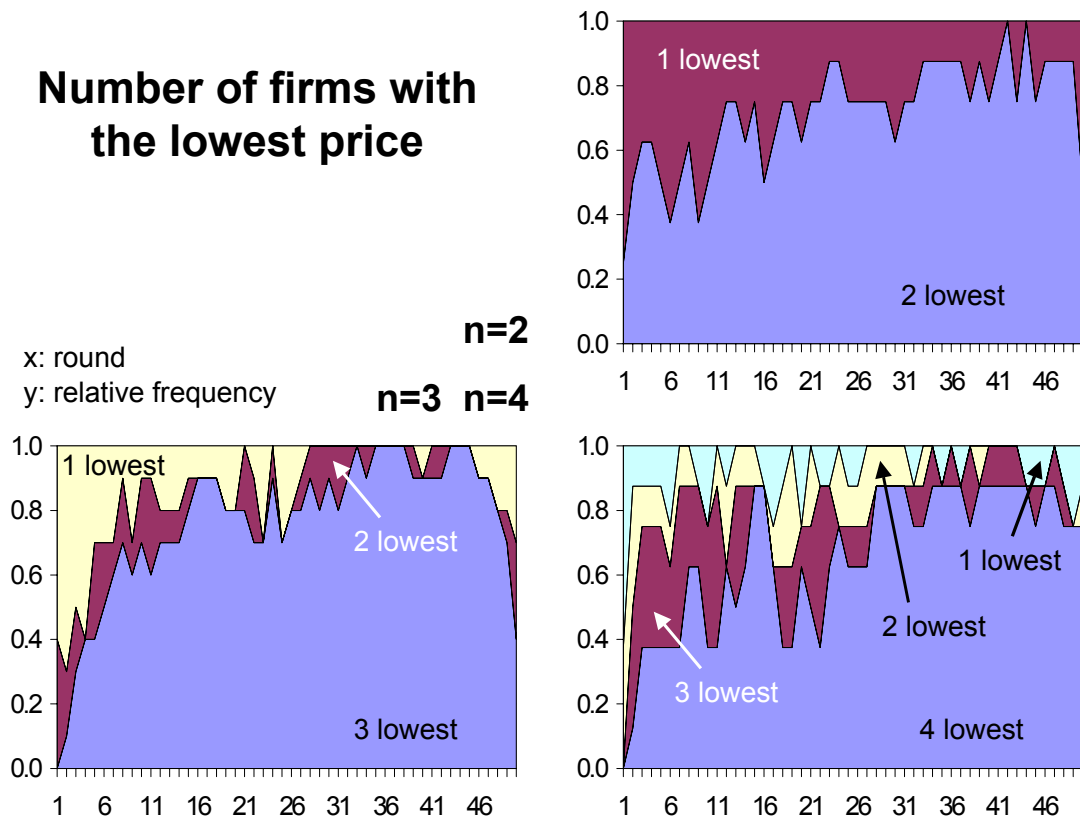 Number of firms with
the lowest price
x: round
y: relative frequency
n=2
n=3 n=4
1.0
0.8
0.6
0.4
0.2
0.0
1 lowest
2 lowest
1 6 11 16 21 26 31 36 41 46
1.0
0.8
0.6
0.4
0.2
0.0
1 lowest
2 lowest
3 lowest
1 6 11 16 21 26 31 36 41 46
1.0
0.8
0.6
0.4
0.2
0.0
1 lowest
2 lowest
3 lowest
4 lowest
1 6 11 16 21 26 31 36 41 46